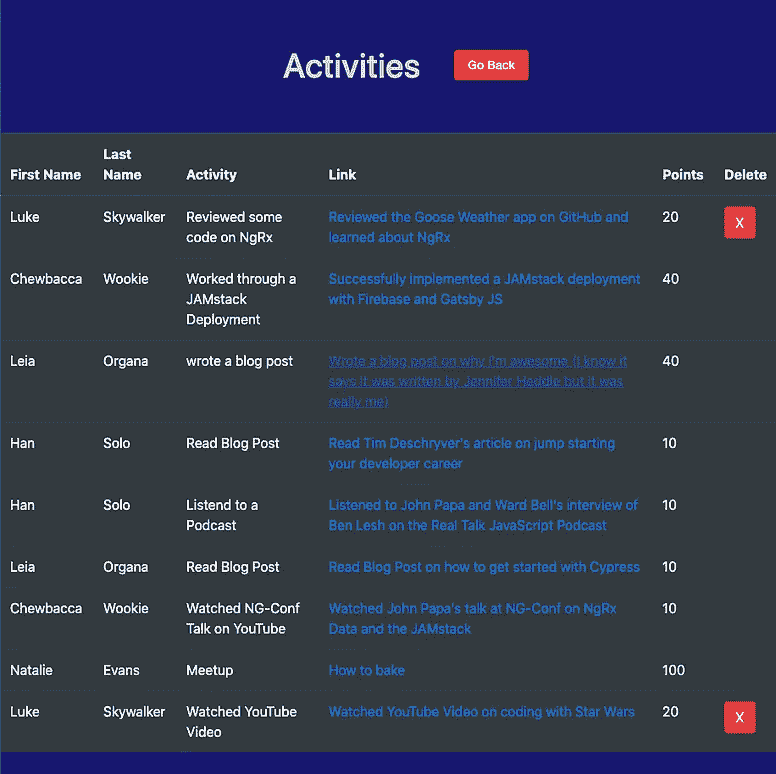 Activities Go Back
First Name Last Name Activity Link Points Delete
Luke Skywalker Reviewed some code on NgRx Reviewed the Goose Weather app on GitHub and learned about NgRx 20 X
Chewbacca Wookie Worked through a JAMstack Deployment Successfully implemented a JAMstack deployment with Firebase and Gatsby JS 40
Leia Organa wrote a blog post Wrote a blog post on why I'm awesome (I know it says it was written by Jennifer Heddle but it was really me) 40
Han Solo Read Blog Post Read Tim Deschryver's article on jump starting your developer career 10
Han Solo Listend to a Podcast Listened to John Papa and Ward Bell's interview of Ben Lesh on the Real Talk JavaScript Podcast 10
Leia Organa Read Blog Post Read Blog Post on how to get started with Cypress 10
Chewbacca Wookie Watched NG-Conf Talk on YouTube Watched John Papa's talk at NG-Conf on NgRx Data and the JAMstack 10
Natalie Evans Meetup How to bake 100
Luke Skywalker Watched YouTube Video Watched YouTube Video on coding with Star Wars 20 X